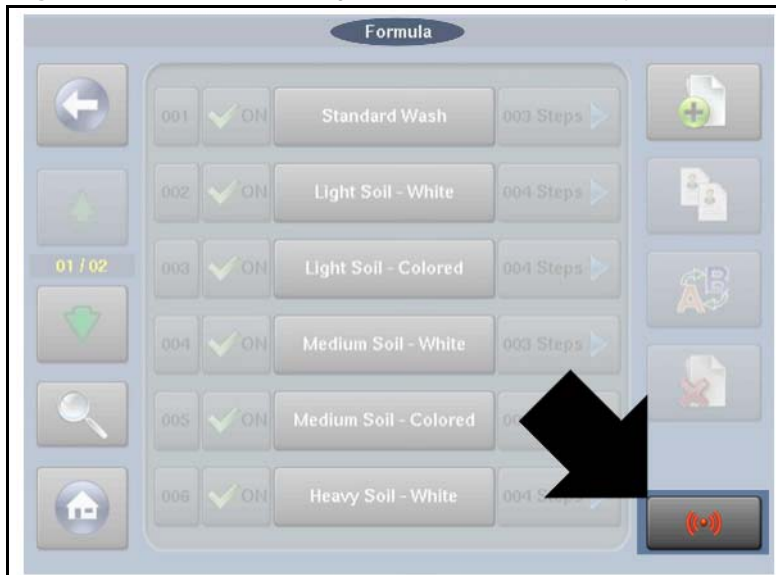 Formula
001 ON Standard Wash 003 Steps
002 ON Light Soil - White 004 Steps
01 / 02
003 ON Light Soil - Colored 004 Steps
004 ON Medium Soil - White 003 Steps
005 ON Medium Soil - Colored
006 ON Heavy Soil - White 004
A B